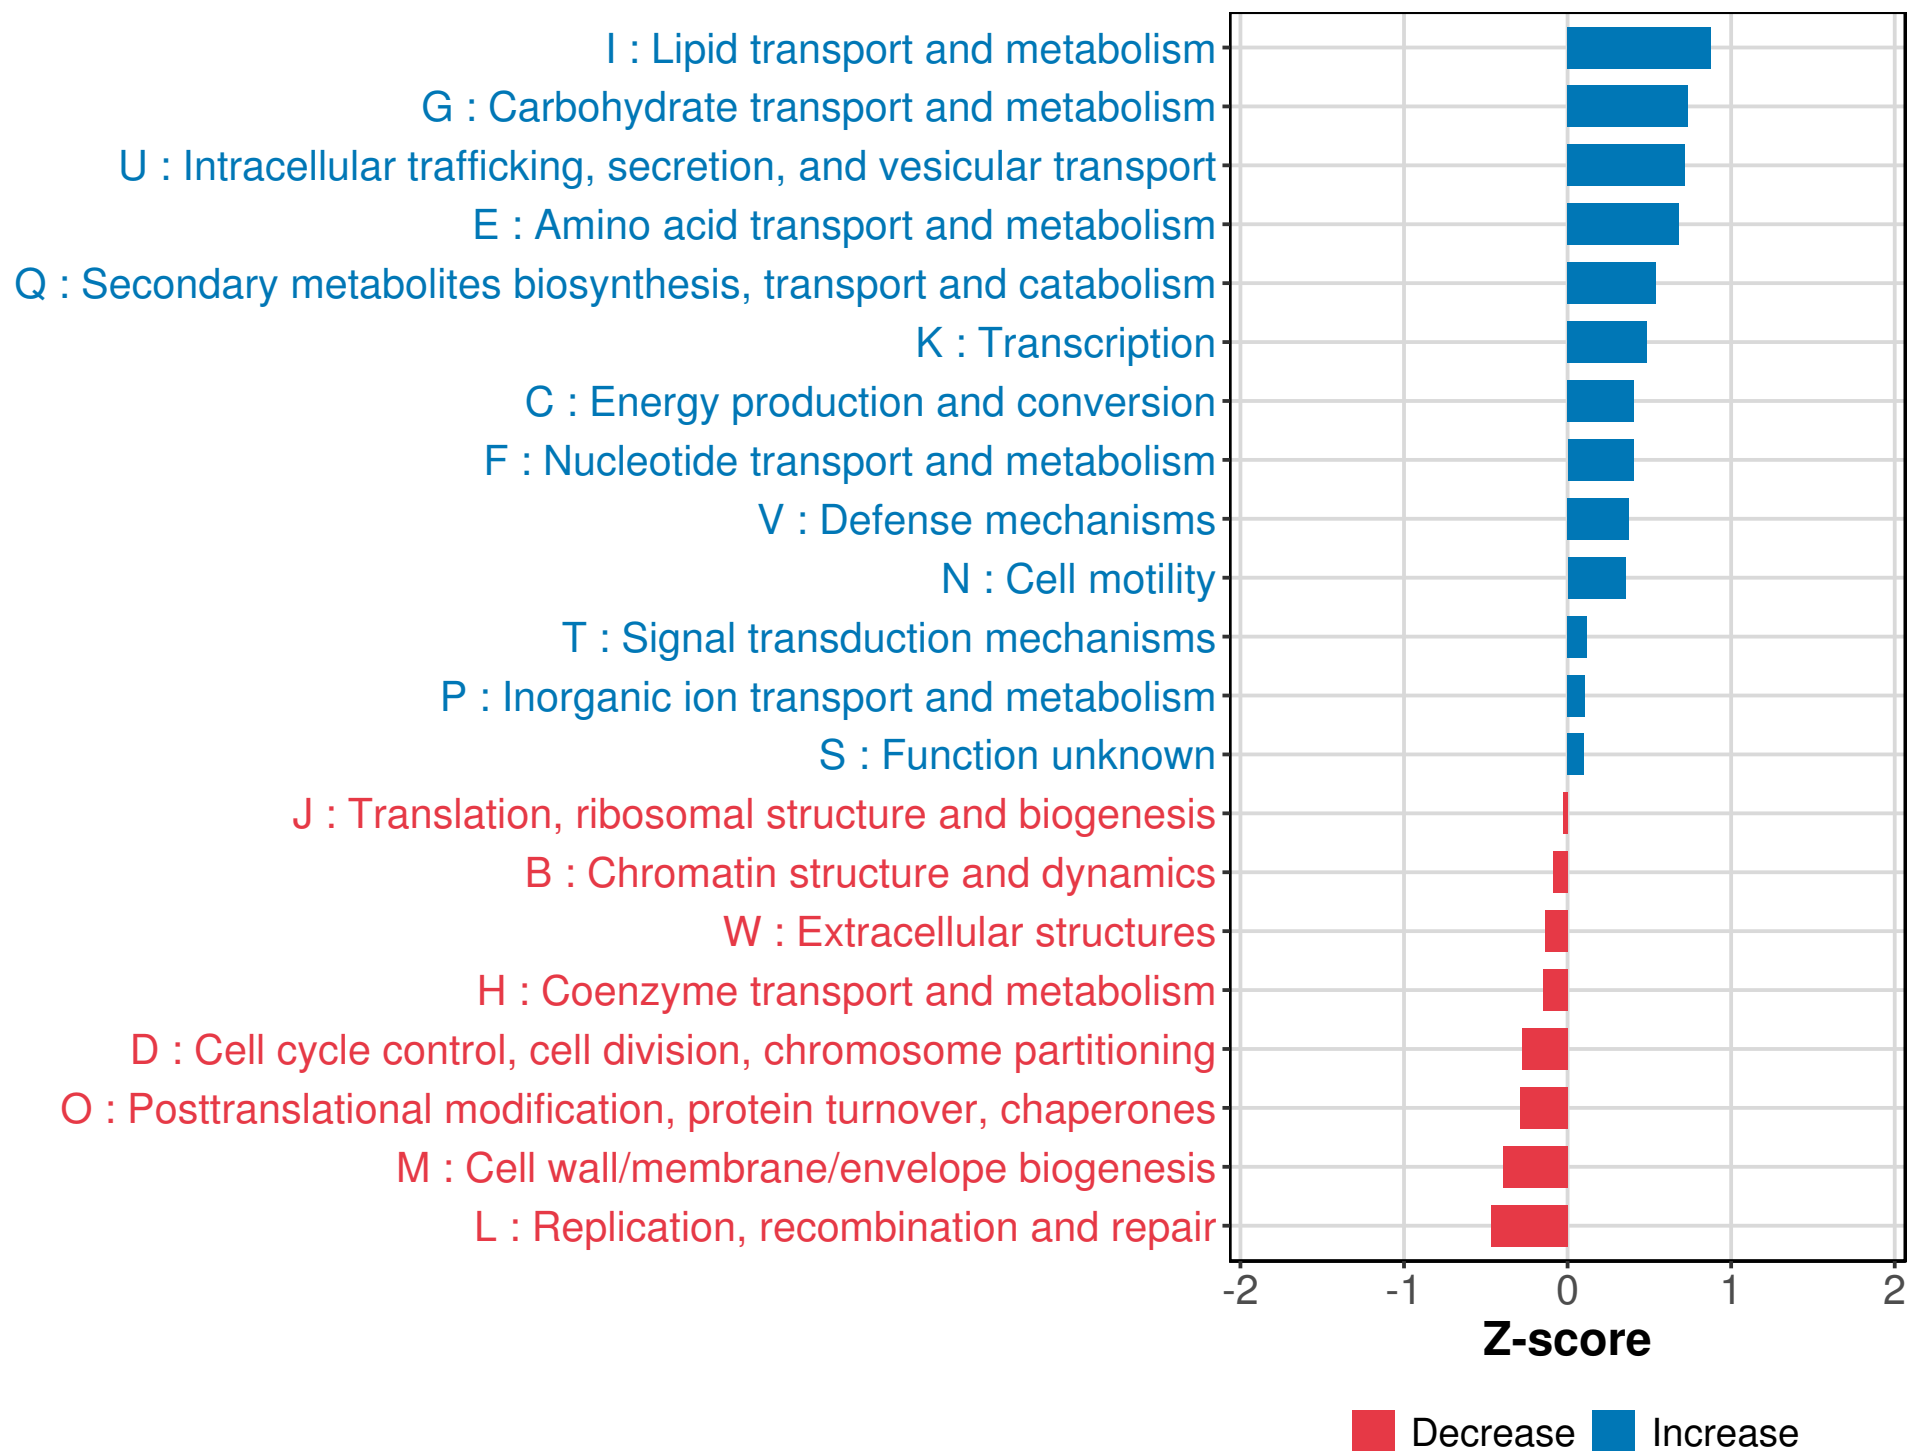 I : Lipid transport and metabolism
G : Carbohydrate transport and metabolism
U : Intracellular trafficking, secretion, and vesicular transport
E : Amino acid transport and metabolism
Q : Secondary metabolites biosynthesis, transport and catabolism
K : Transcription
C : Energy production and conversion
F : Nucleotide transport and metabolism
V : Defense mechanisms
N : Cell motility
T : Signal transduction mechanisms
P : Inorganic ion transport and metabolism
S : Function unknown
J : Translation, ribosomal structure and biogenesis
B : Chromatin structure and dynamics
W : Extracellular structures
H : Coenzyme transport and metabolism
D : Cell cycle control, cell division, chromosome partitioning
O : Posttranslational modification, protein turnover, chaperones
M : Cell wall/membrane/envelope biogenesis
L : Replication, recombination and repair
-2 -1 0 1 2
Z-score
Decrease Increase